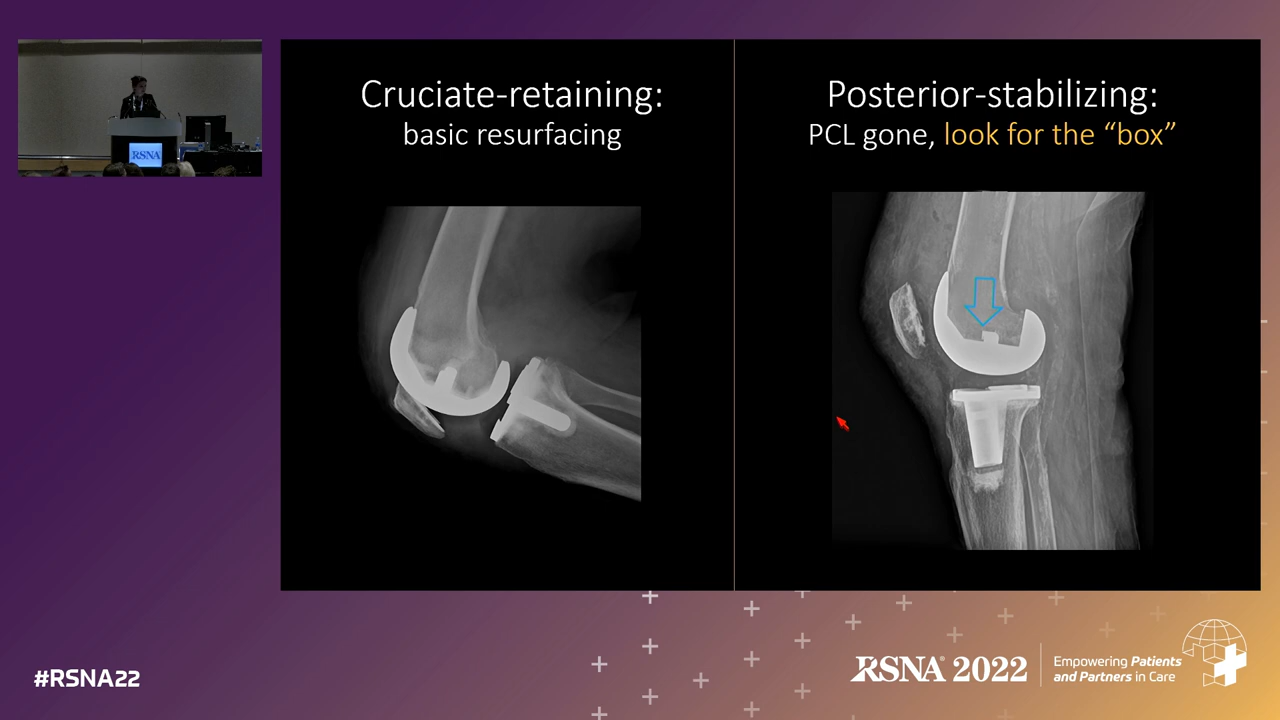 Cruciate-retaining:
basic resurfacing
Posterior-stabilizing:
PCL gone, look for the “box”
RSNA
#RSNA22
RSNA® 2022
Empowering Patients
and Partners in Care